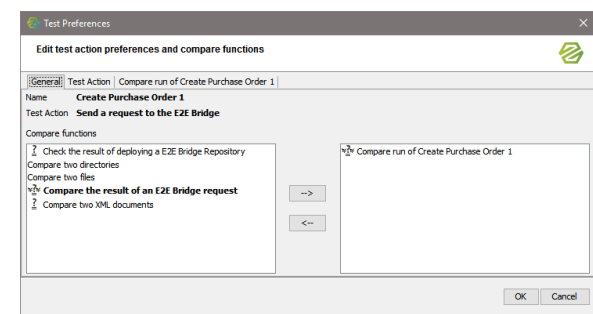 Test Preferences
Edit test action preferences and compare functions
General Test Action Compare run of Create Purchase Order 1
Name Create Purchase Order 1
Test Action Send a request to the E2E Bridge
Compare functions
Check the result of deploying a E2E Bridge Repository
Compare two directories
Compare two files
Compare the result of an E2E Bridge request
Compare two XML documents
-->
<--
Compare run of Create Purchase Order 1
OK Cancel